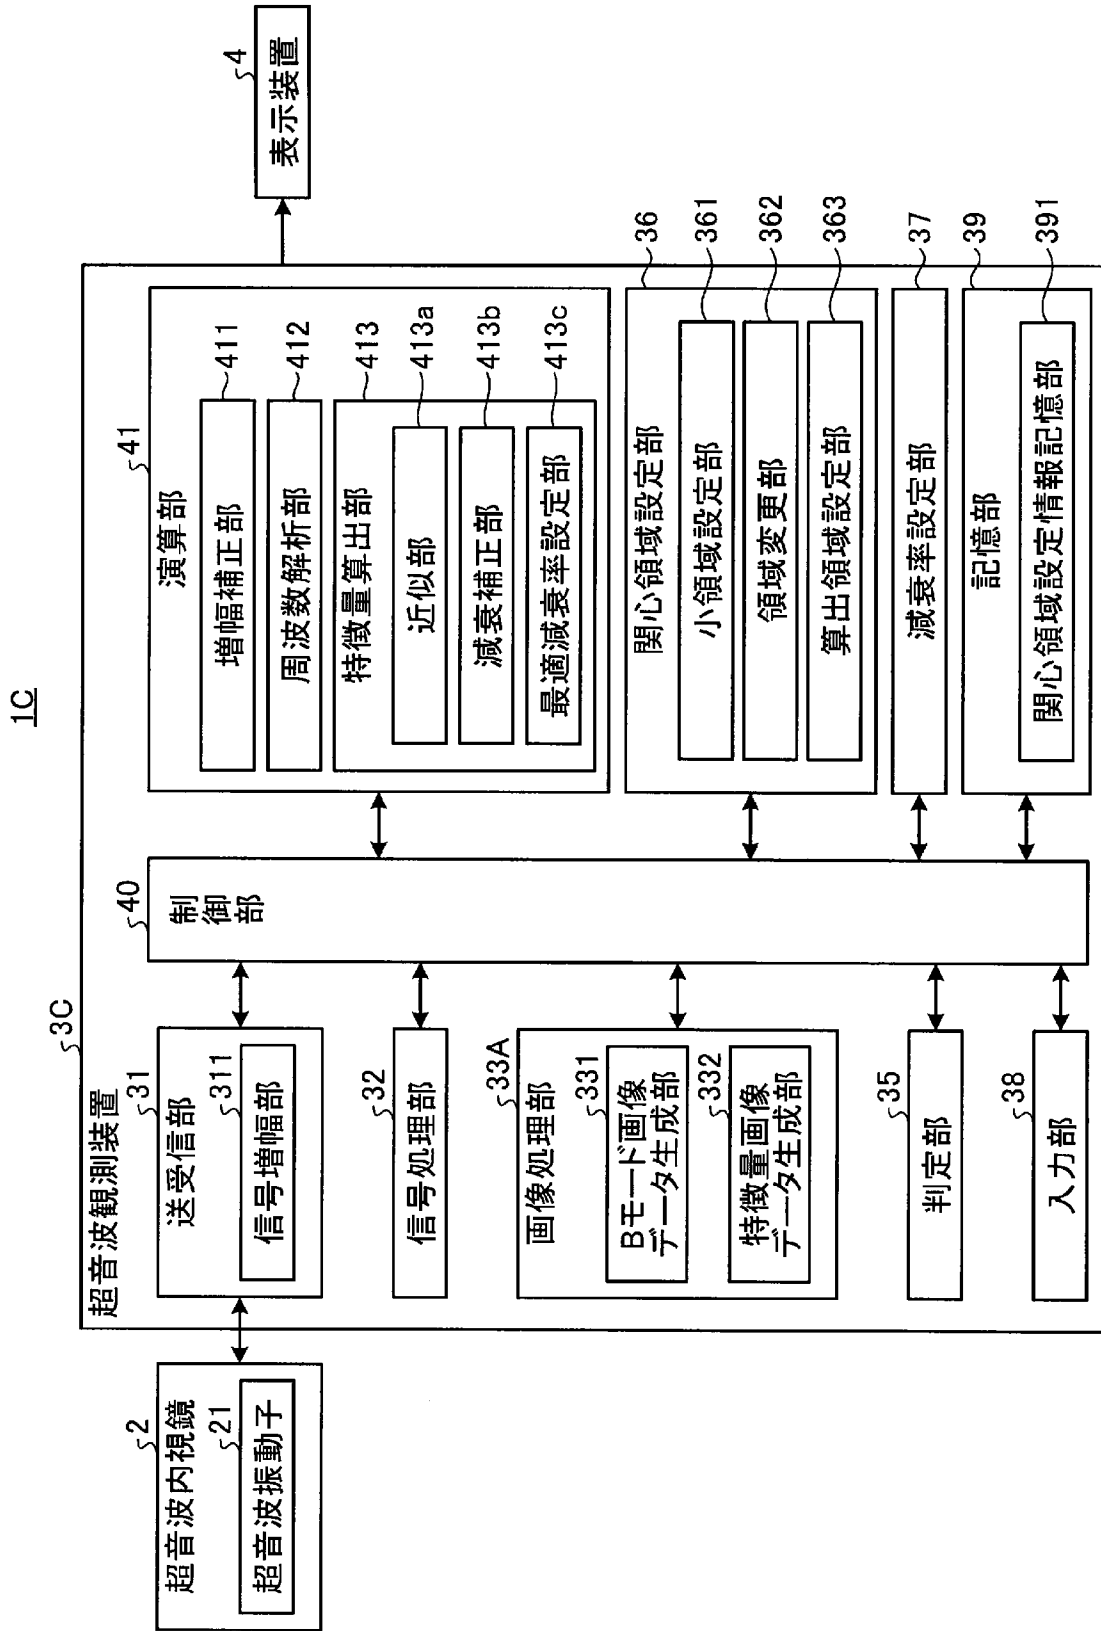 1C
3C
超音波観測装置
2
超音波内視鏡
21
超音波振動子
31
送受信部
311
信号増幅部
32
信号処理部
33A
画像処理部
331
Bモード画像
データ生成部
332
特徴量画像
データ生成部
35
判定部
38
入力部
40
制御部
41
演算部
411
増幅補正部
412
周波数解析部
413
特徴量算出部
413a
近似部
413b
減衰補正部
413c
最適減衰率設定部
36
関心領域設定部
361
小領域設定部
362
領域変更部
363
算出領域設定部
37
減衰率設定部
39
記憶部
391
関心領域設定情報記憶部
4
表示装置